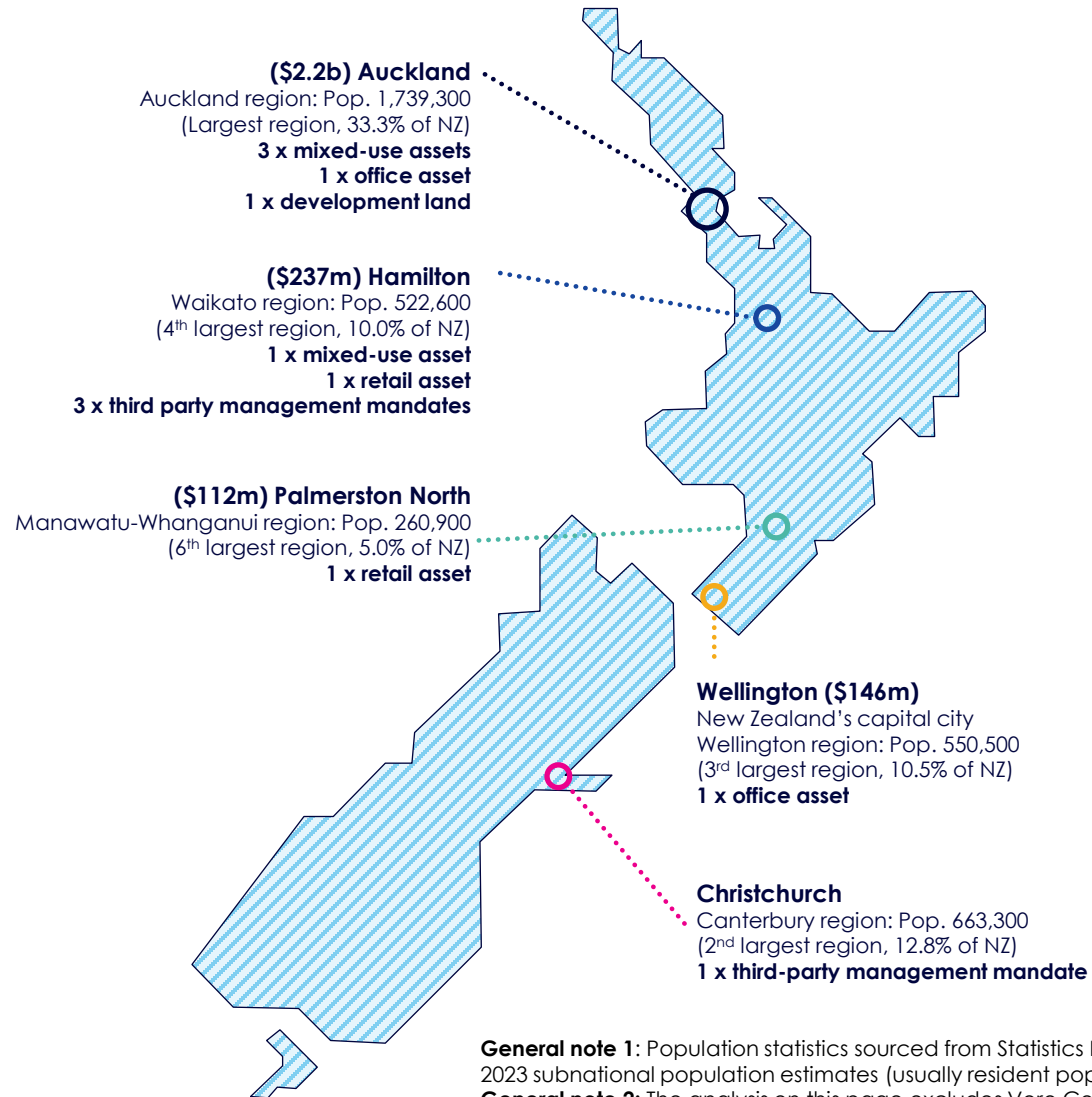 ($2.2b) Auckland
Auckland region: Pop. 1,739,300
(Largest region, 33.3% of NZ)
3 x mixed-use assets
1 x office asset
1 x development land
($237m) Hamilton
Waikato region: Pop. 522,600
(4th largest region, 10.0% of NZ)
1 x mixed-use asset
1 x retail asset
3 x third party management mandates
($112m) Palmerston North
Manawatu-Whanganui region: Pop. 260,900
(6th largest region, 5.0% of NZ)
1 x retail asset
Wellington ($146m)
New Zealand's capital city
Wellington region: Pop. 550,500
(3rd largest region, 10.5% of NZ)
1 x office asset
Christchurch
Canterbury region: Pop. 663,300
(2nd largest region, 12.8% of NZ)
1 x third-party management mandate
General note 1: Population statistics sourced from Statistics
2023 subnational population estimates (usually resident
General note 2: The analysis on this page excludes Vero